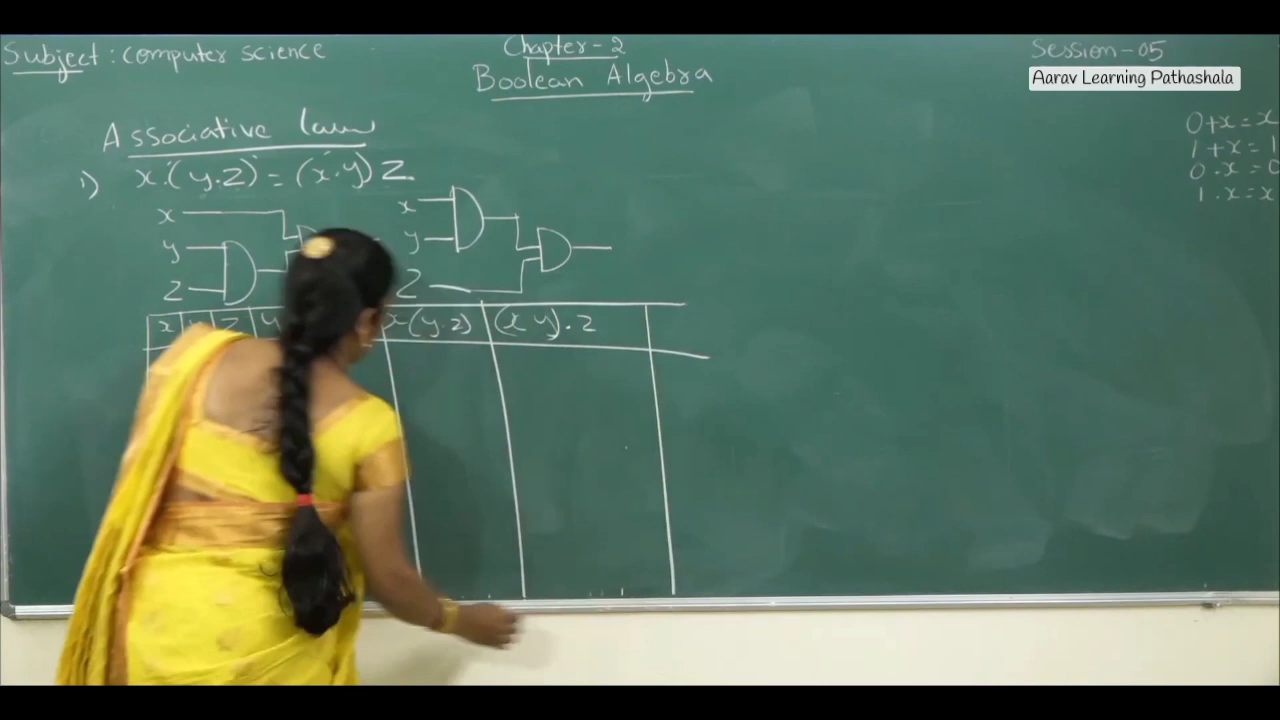 Subject : computer science
Chapter-2
Boolean Algebra
Session-05
Aarav Learning Pathashala
0+x=x
1+x=1
0.x=0
1.x=x
Associative law
1) x.(y.z) = (x.y)z
x
y
z
x
y
z
x z y x(y.z) (x y).z